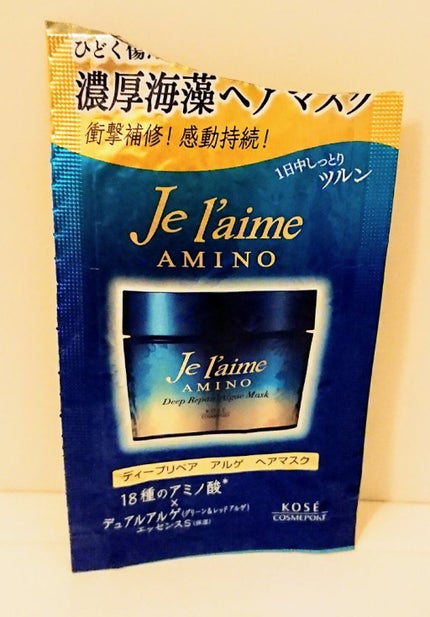 ひどく傷
濃厚海藻ヘアマスク
衝撃補修！感動持続！
1日中しっとり
ツルン
Je l'aime
AMINO
Je l'aime
AMINO
Deep Repair Algue Mask
KOSÉ
COSMEPORT
ディープリペア アルゲ ヘアマスク
18種のアミノ酸*
×
デュアルアルゲ(グリーン&レッドアルゲ)
エッセンスS(保湿)
KOSÉ
COSMEPORT